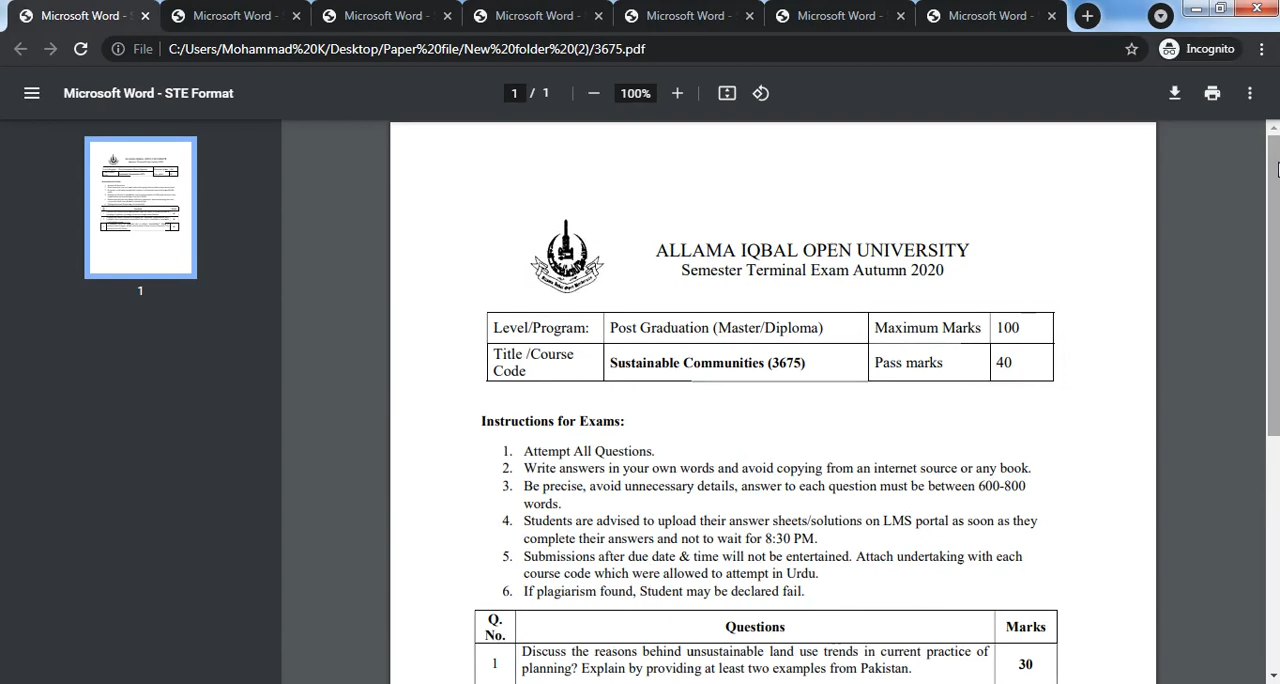 Microsoft Word - S
Microsoft Word -
Microsoft Word -
Microsoft Word -
Microsoft Word -
Microsoft Word -
Microsoft Word -
File
C:/Users/Mohammad%20K/Desktop/Paper%20file/New%20folder%20(2)/3675.pdf
Incognito
Microsoft Word - STE Format
1 / 1
100%
1
ALLAMA IQBAL OPEN UNIVERSITY
Semester Terminal Exam Autumn 2020
Level/Program: Post Graduation (Master/Diploma) Maximum Marks 100
Title /Course Code Sustainable Communities (3675) Pass marks 40
Instructions for Exams:
1. Attempt All Questions.
2. Write answers in your own words and avoid copying from an internet source or any book.
3. Be precise, avoid unnecessary details, answer to each question must be between 600-800
words.
4. Students are advised to upload their answer sheets/solutions on LMS portal as soon as they
complete their answers and not to wait for 8:30 PM.
5. Submissions after due date & time will not be entertained. Attach undertaking with each
course code which were allowed to attempt in Urdu.
6. If plagiarism found, Student may be declared fail.
Q. No. Questions Marks
1 Discuss the reasons behind unsustainable land use trends in current practice of
planning? Explain by providing at least two examples from Pakistan. 30